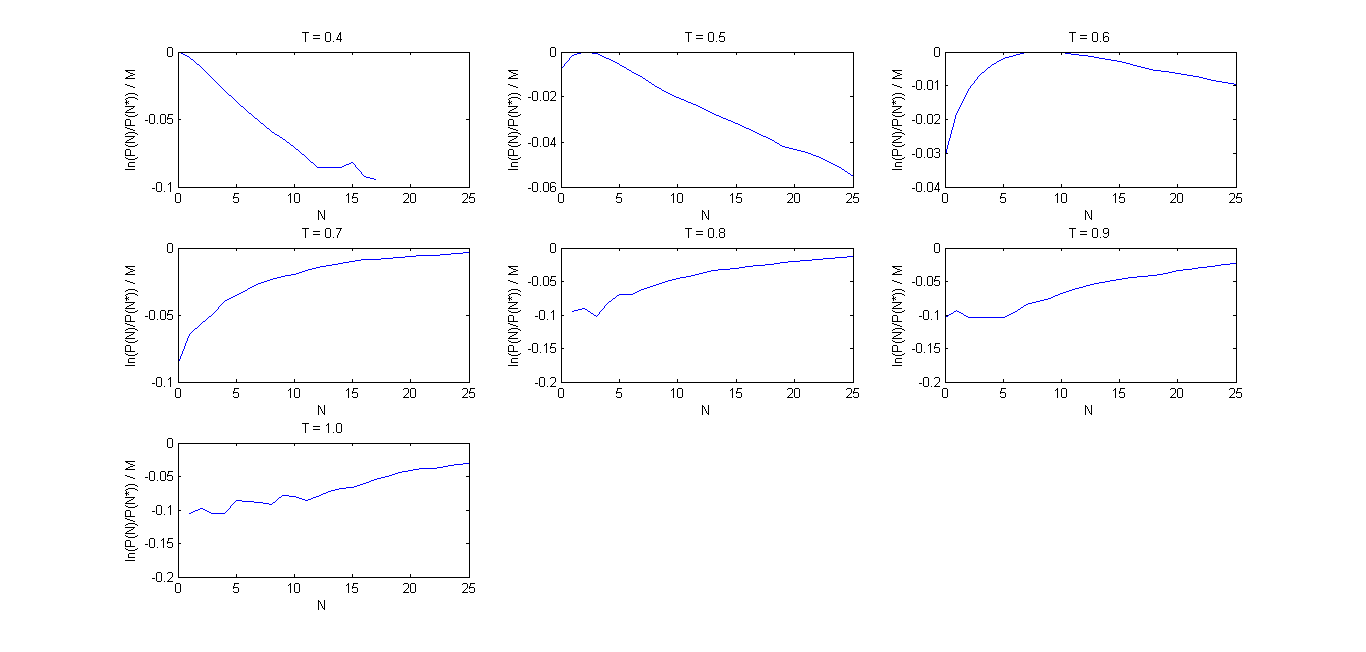 T = 0.4
ln(P(N)/P(N*)) / M
0
-0.05
-0.1
0 5 10 15 20 25
N
T = 0.5
ln(P(N)/P(N*)) / M
0
-0.02
-0.04
-0.06
0 5 10 15 20 25
N
T = 0.6
ln(P(N)/P(N*)) / M
0
-0.01
-0.02
-0.03
-0.04
0 5 10 15 20 25
N
T = 0.7
ln(P(N)/P(N*)) / M
0
-0.05
-0.1
0 5 10 15 20 25
N
T = 0.8
ln(P(N)/P(N*)) / M
0
-0.05
-0.1
-0.15
-0.2
0 5 10 15 20 25
N
T = 0.9
ln(P(N)/P(N*)) / M
0
-0.05
-0.1
-0.15
-0.2
0 5 10 15 20 25
N
T = 1.0
ln(P(N)/P(N*)) / M
0
-0.05
-0.1
-0.15
-0.2
0 5 10 15 20 25
N